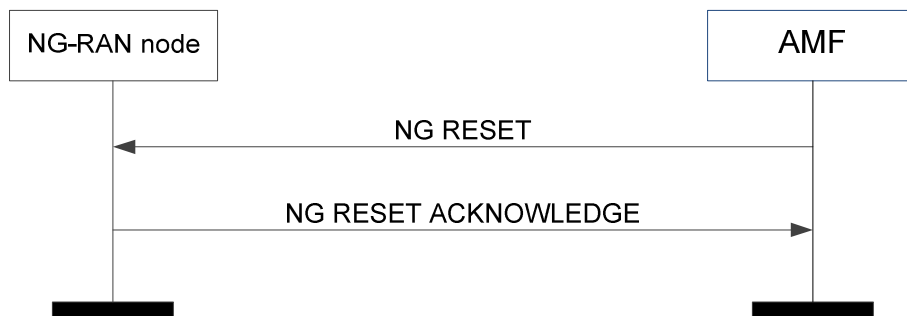 NG-RAN node
AMF
NG RESET
NG RESET ACKNOWLEDGE